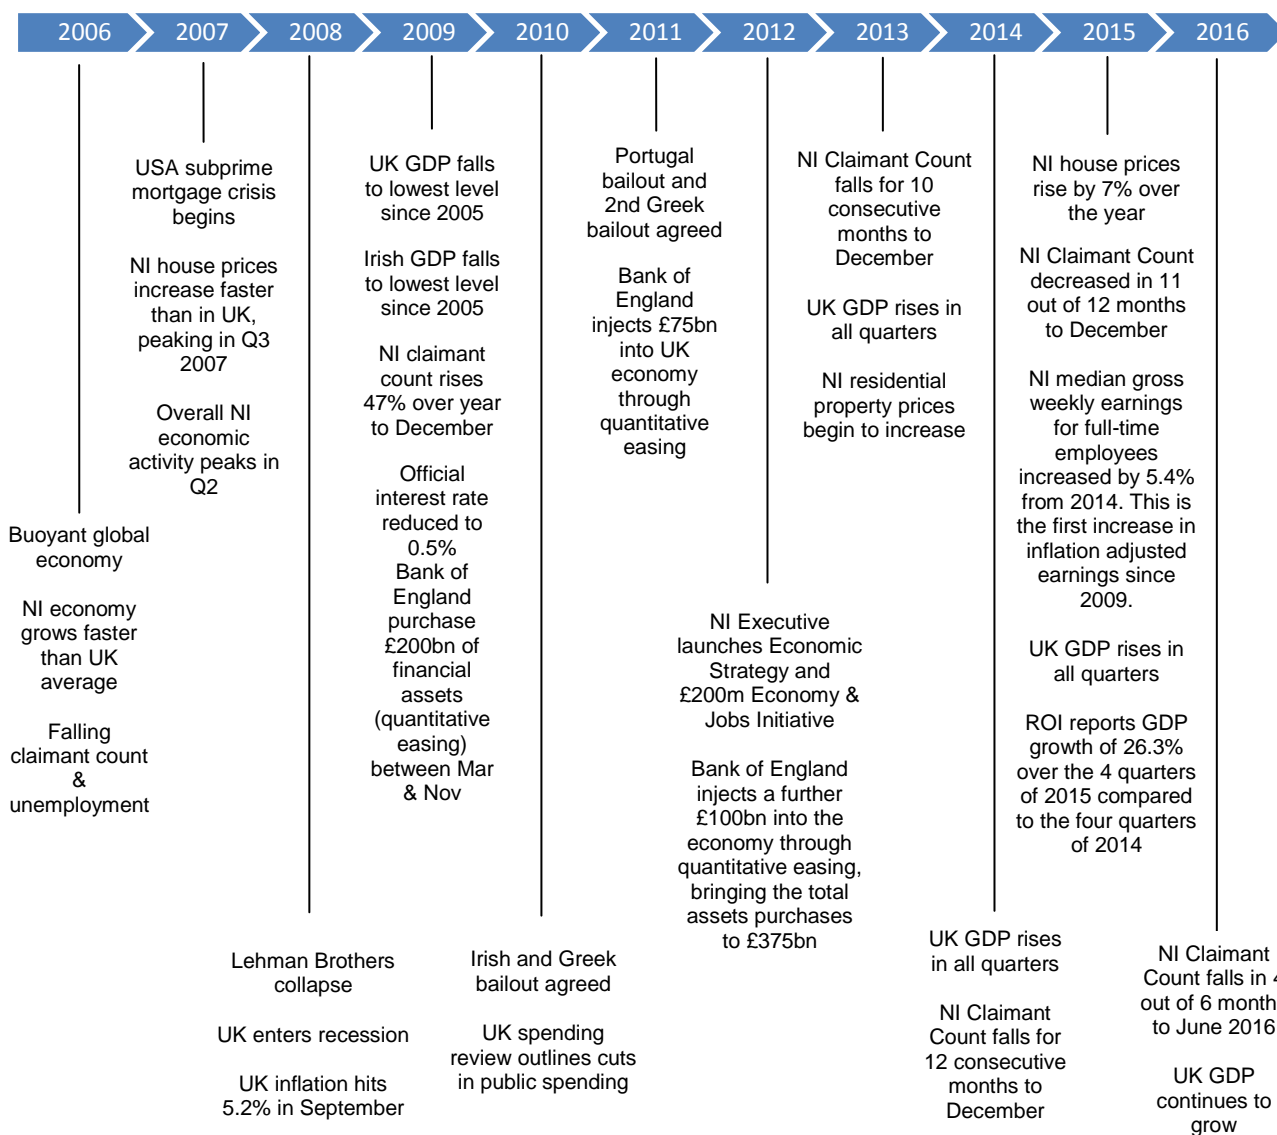 2006 2007 2008 2009 2010 2011 2012 2013 2014 2015 2016
Buoyant global
economy
NI economy
grows faster
than UK
average
Falling
claimant count
&
unemployment
USA subprime
mortgage crisis
begins
NI house prices
increase faster
than in UK,
peaking in Q3
2007
Overall NI
economic
activity peaks in
Q2
Lehman Brothers
collapse
UK enters recession
UK inflation hits
5.2% in September
UK GDP falls
to lowest level
since 2005
Irish GDP falls
to lowest level
since 2005
NI claimant
count rises
47% over year
to December
Official
interest rate
reduced to
0.5%
Bank of
England
purchase
£200bn of
financial
assets
(quantitative
easing)
between Mar
& Nov
Irish and Greek
bailout agreed
UK spending
review outlines cuts
in public spending
Portugal
bailout and
2nd Greek
bailout agreed
Bank of
England
injects £75bn
into UK
economy
through
quantitative
easing
NI Executive
launches Economic
Strategy and
£200m Economy &
Jobs Initiative
Bank of England
injects a further
£100bn into the
economy through
quantitative easing,
bringing the total
assets purchases
to £375bn
NI Claimant Count
falls for 10
consecutive
months to
December
UK GDP rises in
all quarters
NI residential
property prices
begin to increase
UK GDP rises
in all quarters
NI Claimant
Count falls for
12 consecutive
months to
December
NI house prices
rise by 7% over
the year
NI Claimant Count
decreased in 11
out of 12 months
to December
NI median gross
weekly earnings
for full-time
employees
increased by 5.4%
from 2014. This is
the first increase in
inflation adjusted
earnings since
2009.
UK GDP rises in
all quarters
ROI reports GDP
growth of 26.3%
over the 4 quarters
of 2015 compared
to the four quarters
of 2014
NI Claimant
Count falls in 4
out of 6 month
to June 2016
UK GDP
continues to
grow